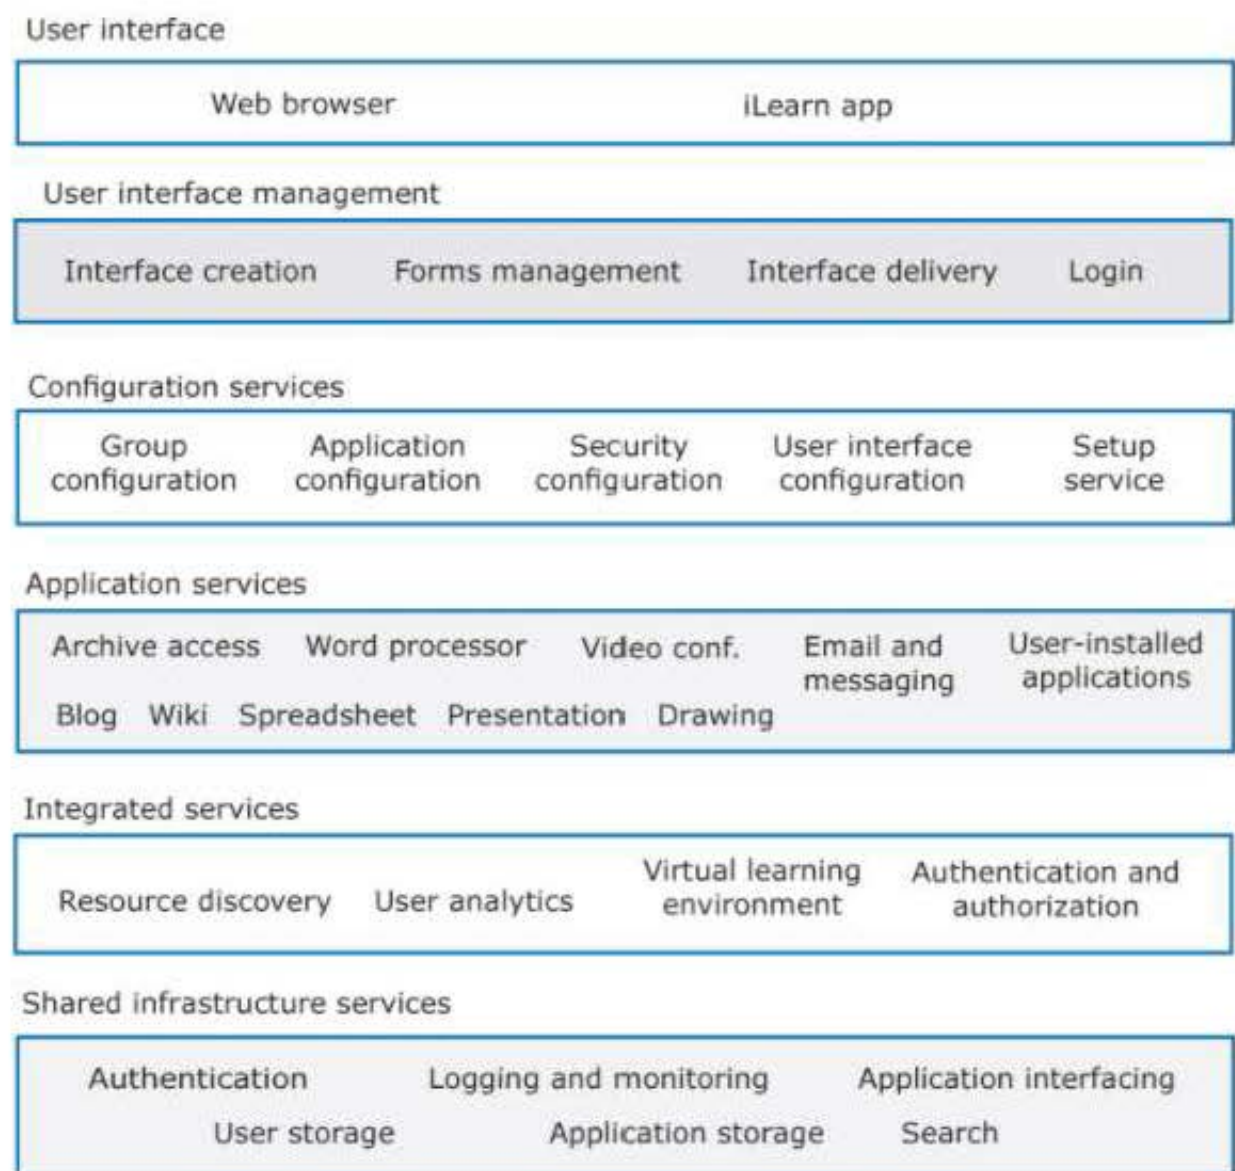 User interface
Web browser iLearn app
User interface management
Interface creation Forms management Interface delivery Login
Configuration services
Group Application Security User interface Setup
configuration configuration configuration configuration service
Application services
Archive access Word processor Video conf. Email and User-installed
messaging applications
Blog Wiki Spreadsheet Presentation Drawing
Integrated services
Resource discovery User analytics Virtual learning Authentication and
environment authorization
Shared infrastructure services
Authentication Logging and monitoring Application interfacing
User storage Application storage Search